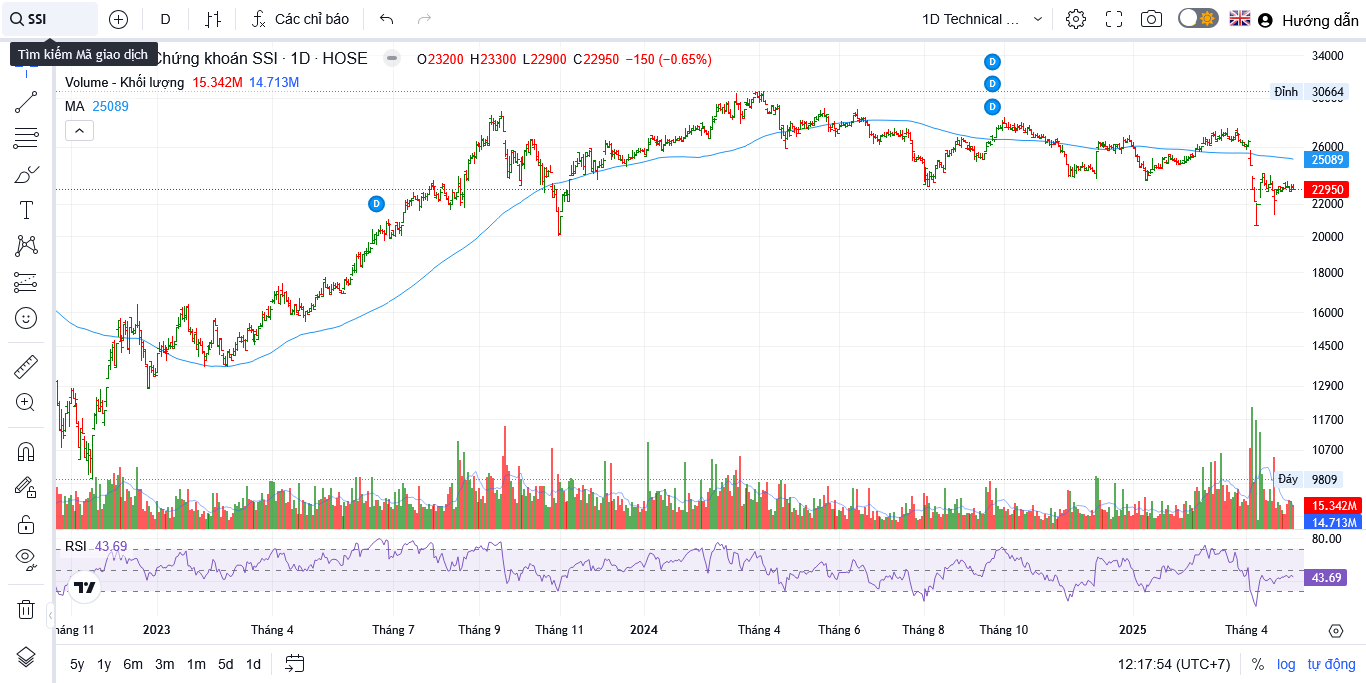 SSI
D
Các chỉ báo
1D Technical ...
Hướng dẫn
Tìm kiếm Mã giao dịch
Chứng khoán SSI · 1D · HOSE
O23200 H23300 L22900 C22950 −150 (−0.65%)
Volume - Khối lượng 15.342M 14.713M
MA 25089
D
D
D
D
34000
Đỉnh 30664
30000
26000
25089
22950
22000
20000
18000
16000
14500
12900
11700
10700
Đáy 9809
15.342M
14.713M
80.00
RSI 43.69
43.69
háng 11 2023 Tháng 4 Tháng 7 Tháng 9 Tháng 11 2024 Tháng 4 Tháng 6 Tháng 8 Tháng 10 2025 Tháng 4
5y 1y 6m 3m 1m 5d 1d
12:17:54 (UTC+7) % log tự động